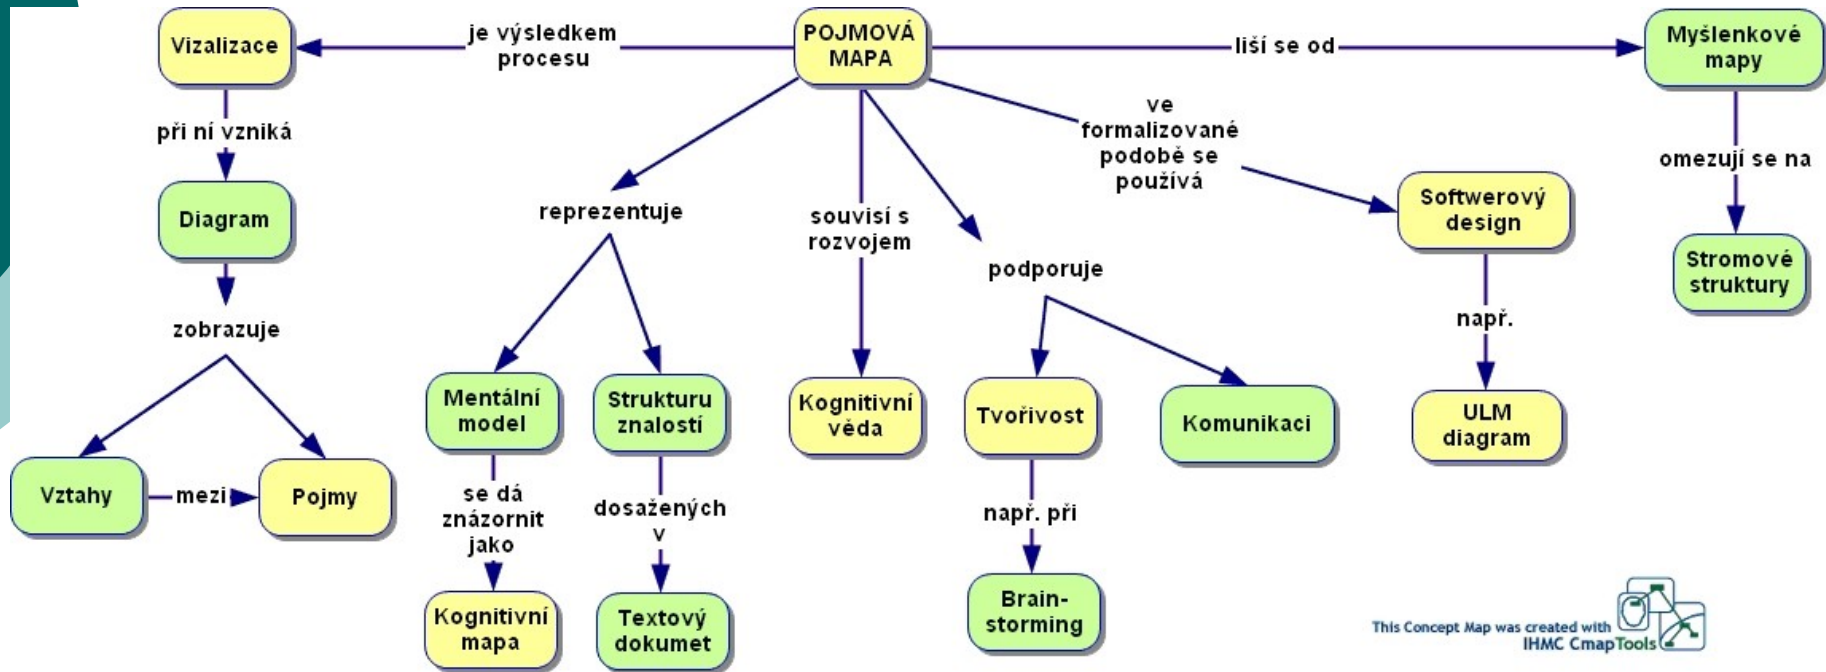 Vizalizace
je výsledkem
procesu
POJMOVÁ
MAPA
liší se od
Myšlenkové
mapy
při ní vzniká
ve
formalizované
podobě se
používá
omezují se na
Diagram
reprezentuje
souvisí s
rozvojem
podporuje
Softwerový
design
Stromové
struktury
zobrazuje
např.
Mentální
model
Strukturu
znalostí
Kognitivní
věda
Tvořivost
Komunikaci
ULM
diagram
Vztahy
mezi
Pojmy
se dá
znázornit
jako
dosažených
v
např. při
Kognitivní
mapa
Textový
dokumet
Brain-
storming
This Concept Map was created with
IHMC CmapTools